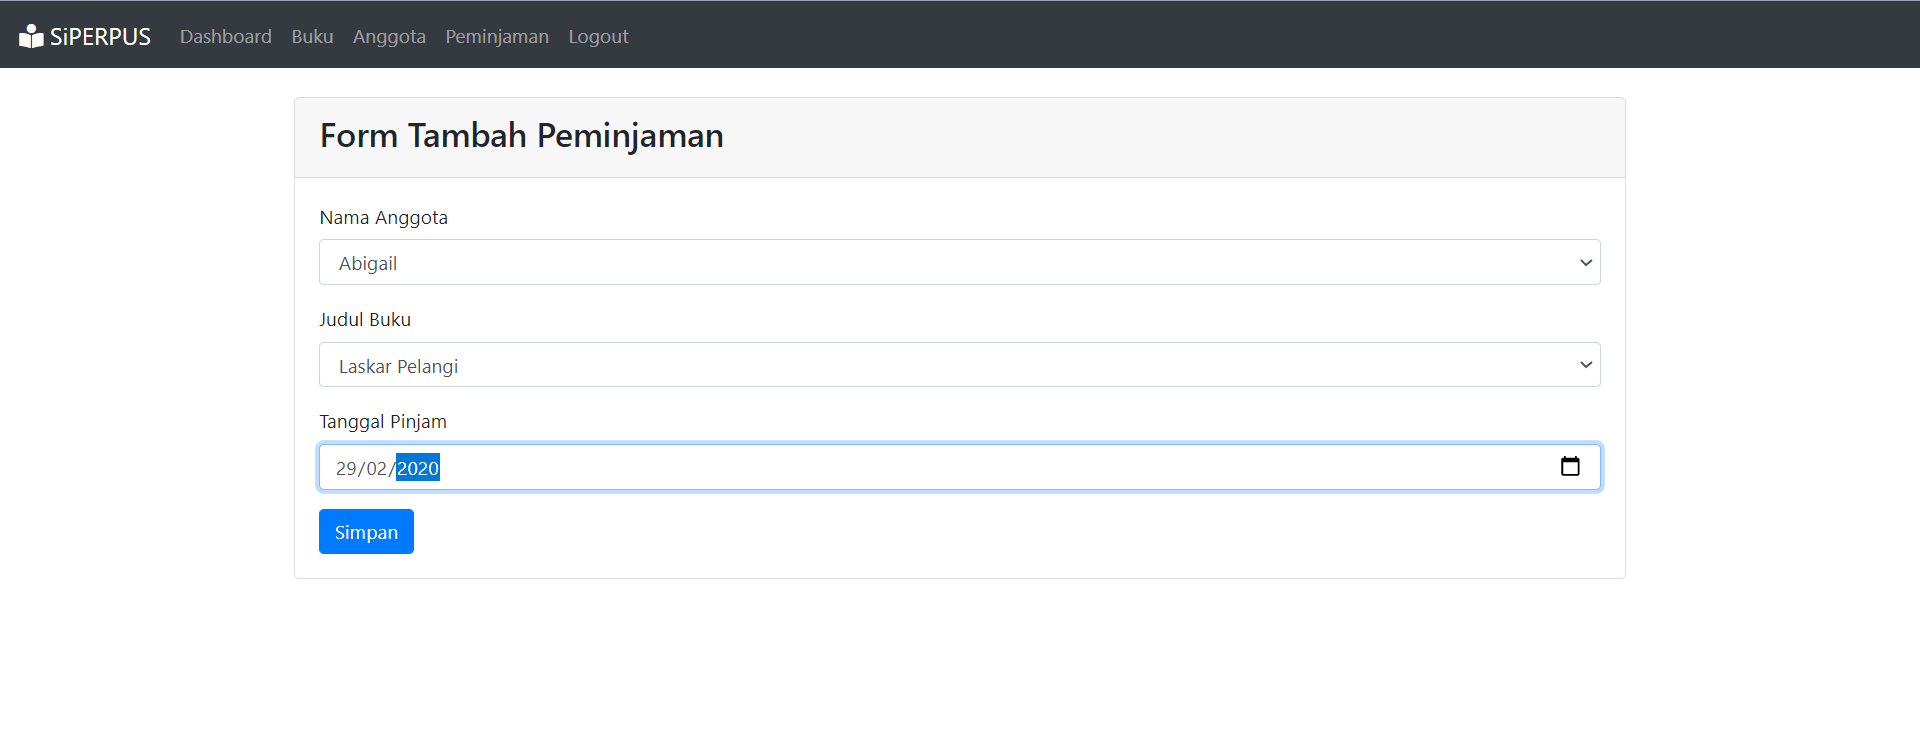 SiPERPUS Dashboard Buku Anggota Peminjaman Logout
Form Tambah Peminjaman
Nama Anggota
Abigail
Judul Buku
Laskar Pelangi
Tanggal Pinjam
29/02/2020
Simpan